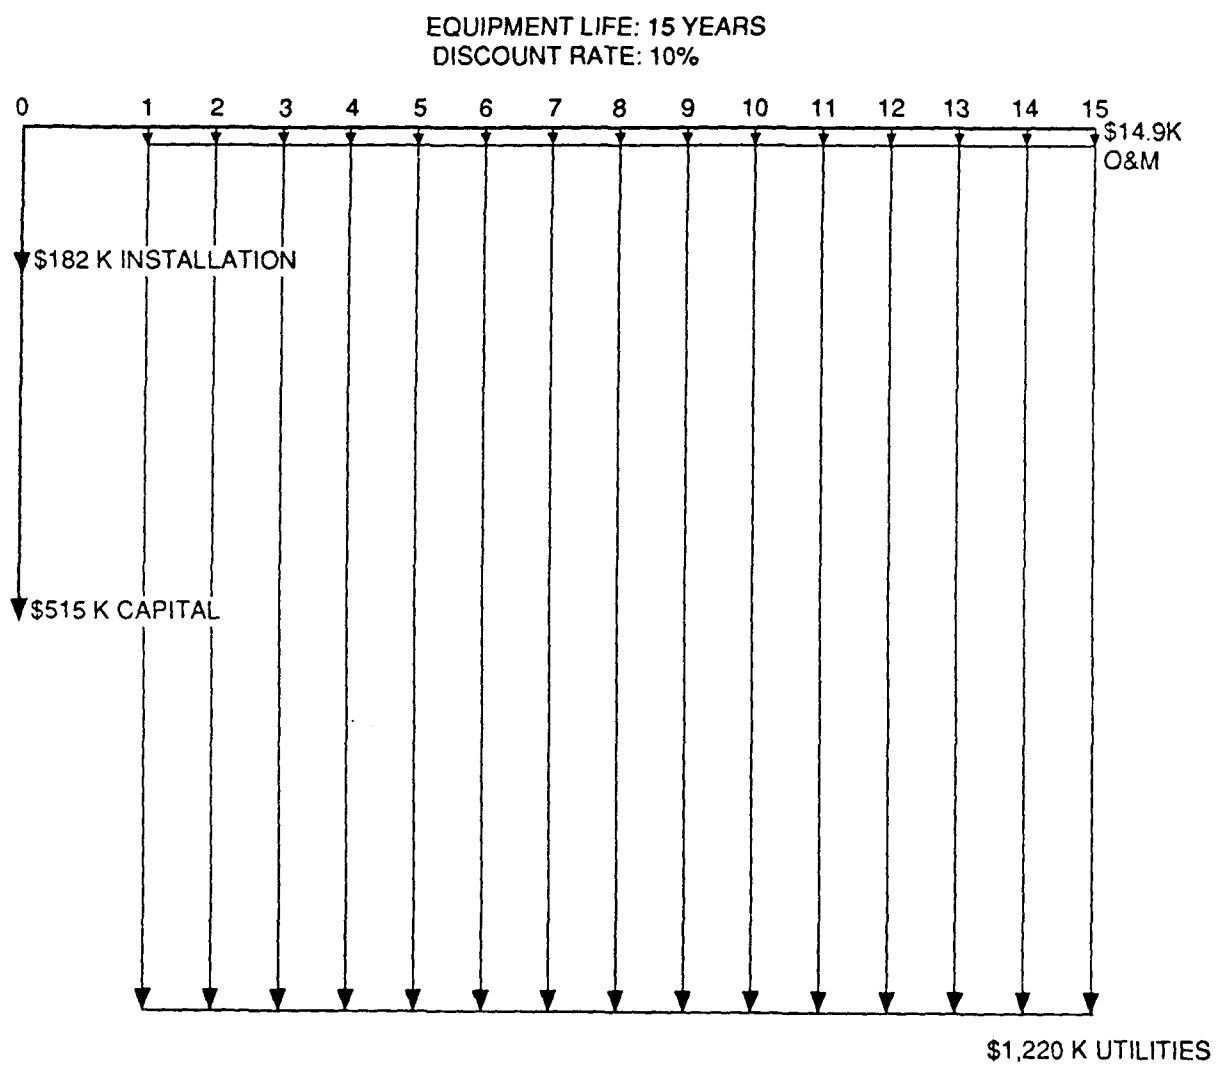 EQUIPMENT LIFE: 15 YEARS
DISCOUNT RATE: 10%
0 1 2 3 4 5 6 7 8 9 10 11 12 13 14 15
$14.9K
O&M
$182 K INSTALLATION
$515 K CAPITAL
$1,220 K UTILITIES